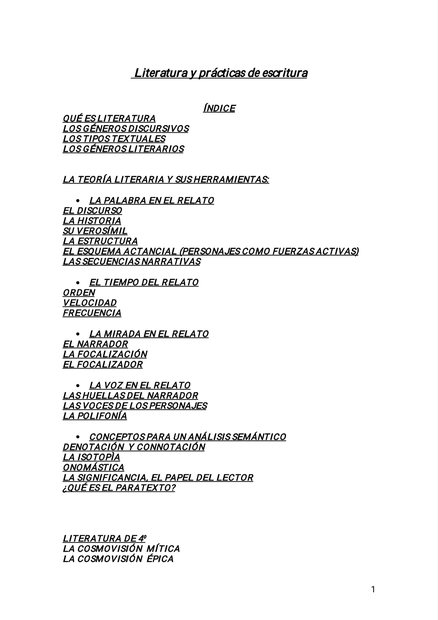 Literatura y prácticas de escritura
ÍNDICE
QUÉ ES LITERATURA
LOS GÉNEROS DISCURSIVOS
LOS TIPOS TEXTUALES
LOS GÉNEROS LITERARIOS
LA TEORÍA LITERARIA Y SUS HERRAMIENTAS:
• LA PALABRA EN EL RELATO
EL DISCURSO
LA HISTORIA
SU VEROSÍMIL
LA ESTRUCTURA
EL ESQUEMA ACTANCIAL (PERSONAJES COMO FUERZAS ACTIVAS)
LAS SECUENCIAS NARRATIVAS
• EL TIEMPO DEL RELATO
ORDEN
VELOCIDAD
FRECUENCIA
• LA MIRADA EN EL RELATO
EL NARRADOR
LA FOCALIZACIÓN
EL FOCALIZADOR
• LA VOZ EN EL RELATO
LAS HUELLAS DEL NARRADOR
LAS VOCES DE LOS PERSONAJES
LA POLIFONÍA
• CONCEPTOS PARA UN ANÁLISIS SEMÁNTICO
DENOTACIÓN Y CONNOTACIÓN
LA ISOTOPÌA
ONOMÁSTICA
LA SIGNIFICANCIA, EL PAPEL DEL LECTOR
¿QUÉ ES EL PARATEXTO?
LITERATURA DE 4º
LA COSMOVISIÓN MÍTICA
LA COSMOVISIÓN ÉPICA
1